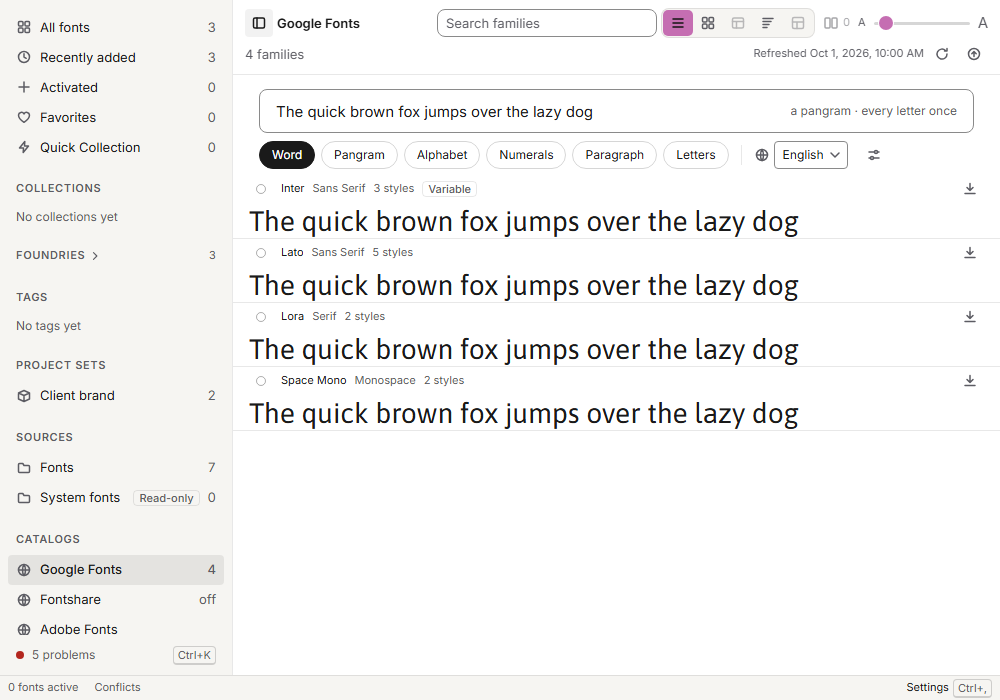 All fonts 3
Recently added 3
Activated 0
Favorites 0
Quick Collection 0
COLLECTIONS
No collections yet
FOUNDRIES 3
TAGS
No tags yet
PROJECT SETS
Client brand 2
SOURCES
Fonts 7
System fonts Read-only 0
CATALOGS
Google Fonts 4
Fontshare off
Adobe Fonts
5 problems Ctrl+K
Google Fonts Search families 0 A A
4 families Refreshed Oct 1, 2026, 10:00 AM
The quick brown fox jumps over the lazy dog a pangram · every letter once
Word Pangram Alphabet Numerals Paragraph Letters English
Inter Sans Serif 3 styles Variable
The quick brown fox jumps over the lazy dog
Lato Sans Serif 5 styles
The quick brown fox jumps over the lazy dog
Lora Serif 2 styles
The quick brown fox jumps over the lazy dog
Space Mono Monospace 2 styles
The quick brown fox jumps over the lazy dog
0 fonts active Conflicts Settings Ctrl+,